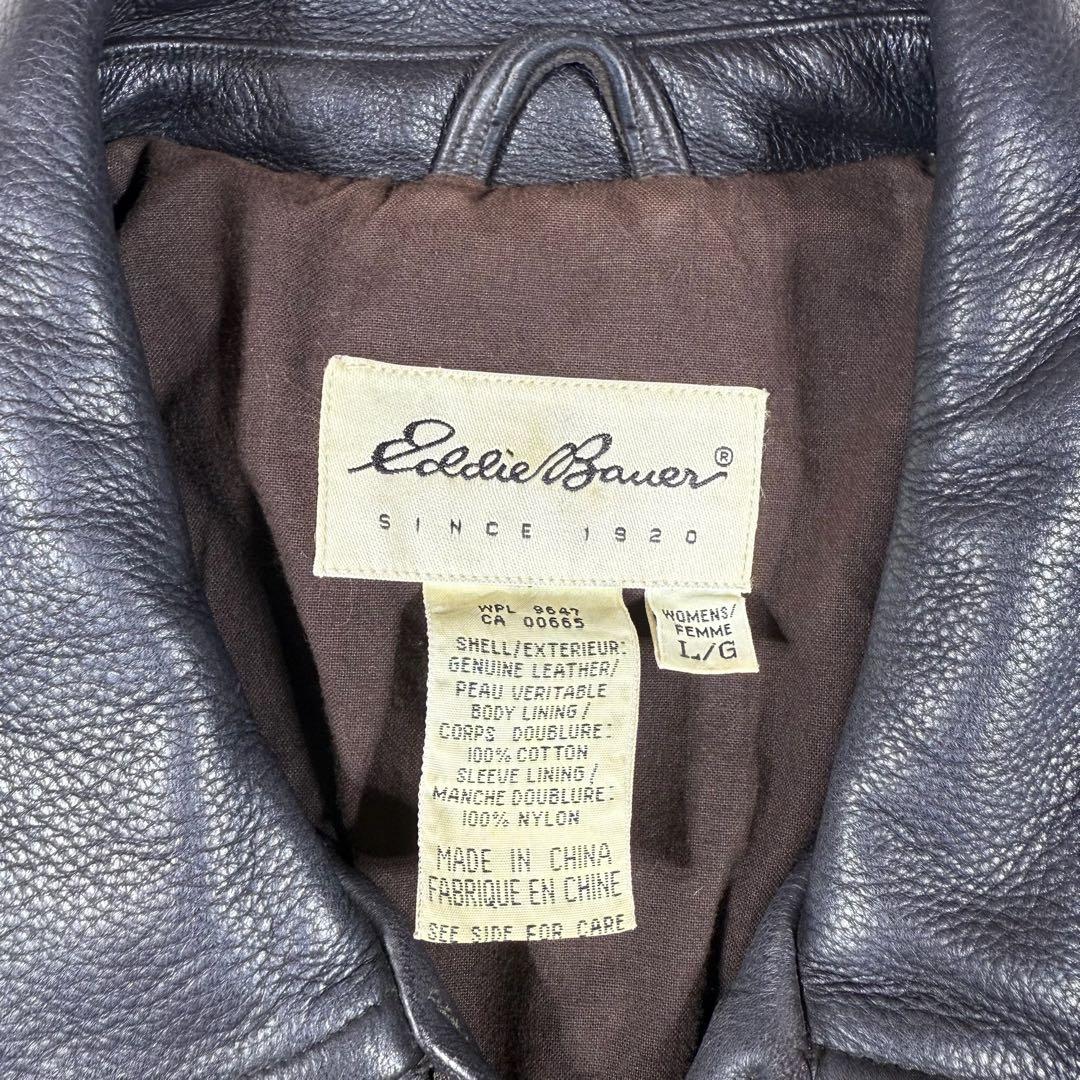 Eddie Bauer®
SINCE 1920
WPL 9647
CA 00665
SHELL/EXTERIEUR:
GENUINE LEATHER/
PEAU VERITABLE
BODY LINING/
CORPS DOUBLURE:
100% COTTON
SLEEVE LINING/
MANCHE DOUBLURE:
100% NYLON
MADE IN CHINA
FABRIQUE EN CHINE
SEE SIDE FOR CARE
WOMENS/
FEMME
L/G